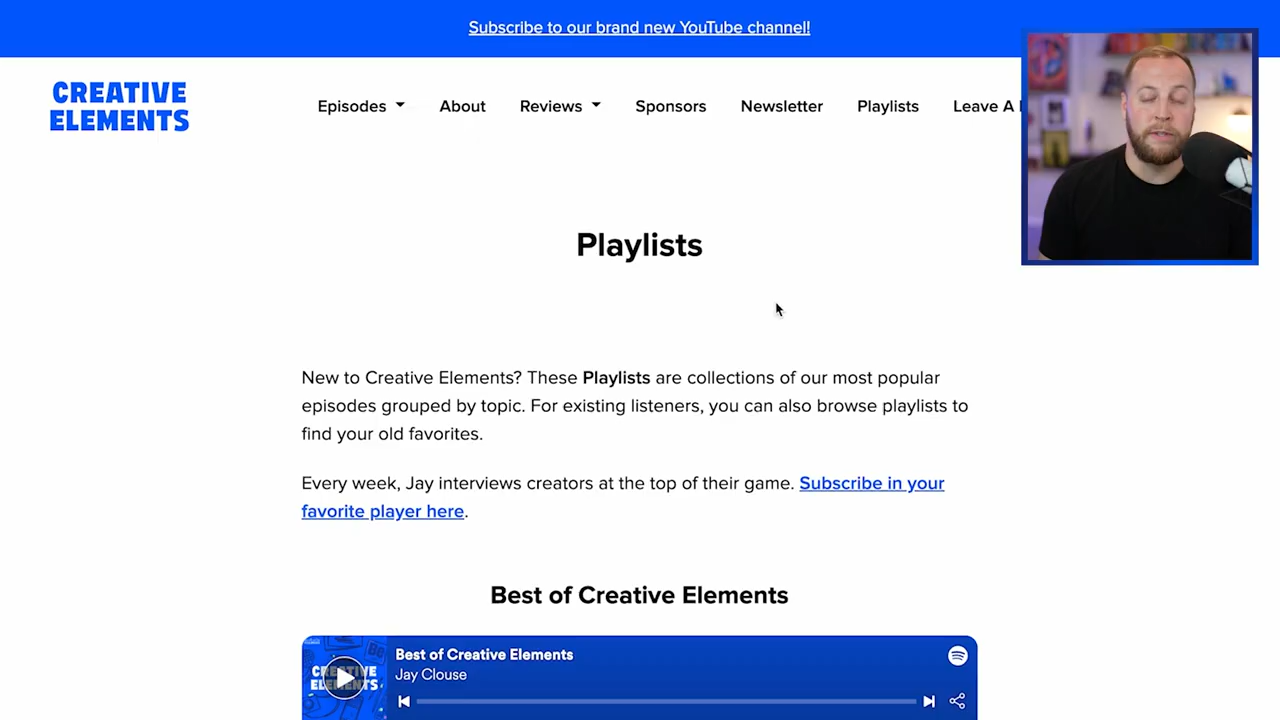 Subscribe to our brand new YouTube channel!
CREATIVE
ELEMENTS
Episodes About Reviews Sponsors Newsletter Playlists Leave A
Playlists
New to Creative Elements? These Playlists are collections of our most popular
episodes grouped by topic. For existing listeners, you can also browse playlists to
find your old favorites.
Every week, Jay interviews creators at the top of their game. Subscribe in your
favorite player here.
Best of Creative Elements
Best of Creative Elements
Jay Clouse
CREATIVE
ELEMENTS